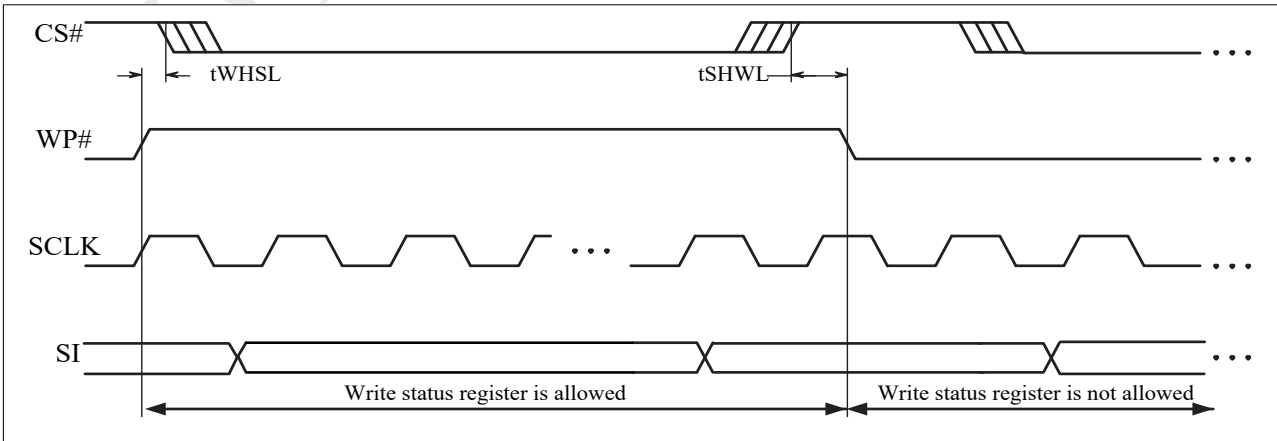 CS#
tWHSL
tSHWL
WP#
SCLK
SI
Write status register is allowed
Write status register is not allowed